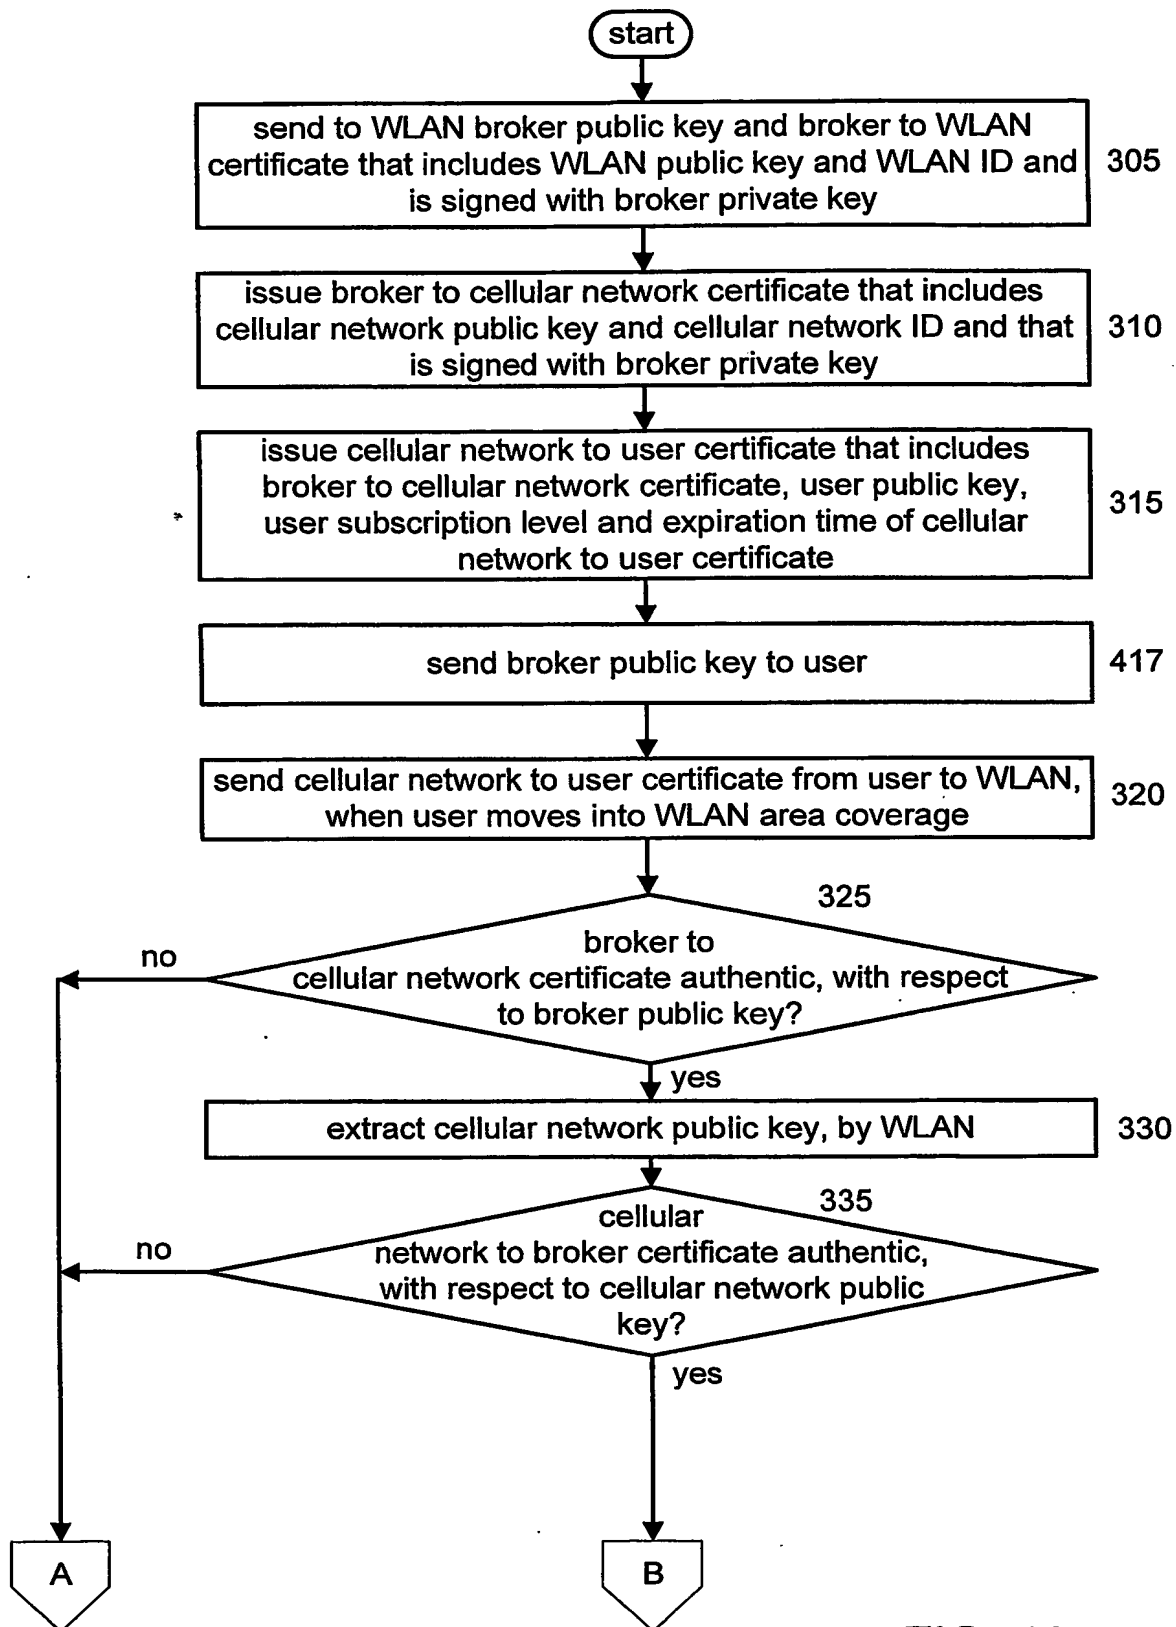 start
send to WLAN broker public key and broker to WLAN
certificate that includes WLAN public key and WLAN ID and
is signed with broker private key
305
issue broker to cellular network certificate that includes
cellular network public key and cellular network ID and that
is signed with broker private key
310
issue cellular network to user certificate that includes
broker to cellular network certificate, user public key,
user subscription level and expiration time of cellular
network to user certificate
315
send broker public key to user
417
send cellular network to user certificate from user to WLAN,
when user moves into WLAN area coverage
320
325
broker to
cellular network certificate authentic, with respect
to broker public key?
no
yes
extract cellular network public key, by WLAN
330
335
cellular
network to broker certificate authentic,
with respect to cellular network public
key?
no
yes
A
B